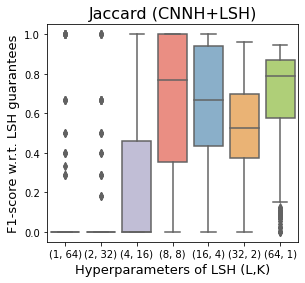 Jaccard (CNNH+LSH)
F1-score w.r.t. LSH guarantees
1.0
0.8
0.6
0.4
0.2
0.0
(1, 64) (2, 32) (4, 16) (8, 8) (16, 4) (32, 2) (64, 1)
Hyperparameters of LSH (L,K)